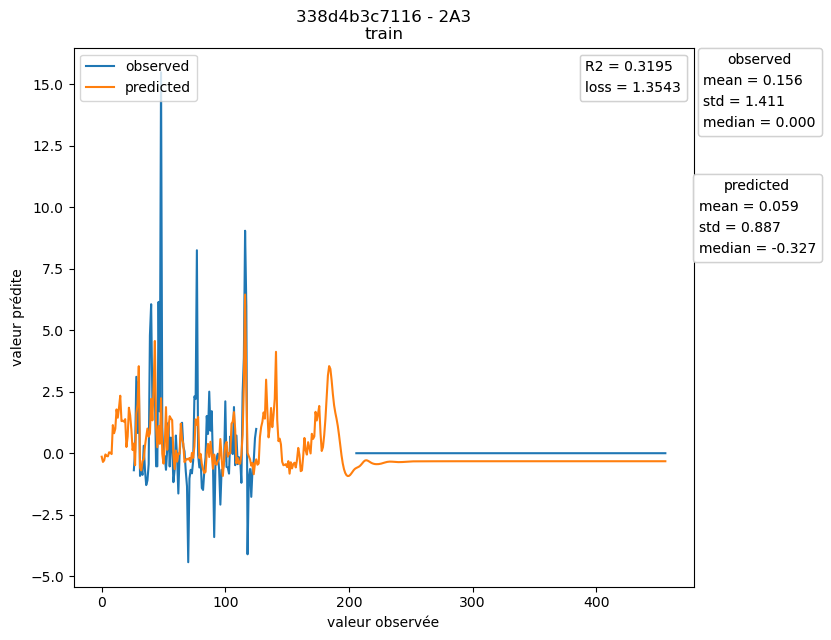 338d4b3c7116 - 2A3
train
observed
predicted
R2 = 0.3195
loss = 1.3543
observed
mean = 0.156
std = 1.411
median = 0.000
predicted
mean = 0.059
std = 0.887
median = -0.327
valeur prédite
15.0
12.5
10.0
7.5
5.0
2.5
0.0
−2.5
−5.0
0 100 200 300 400
valeur observée